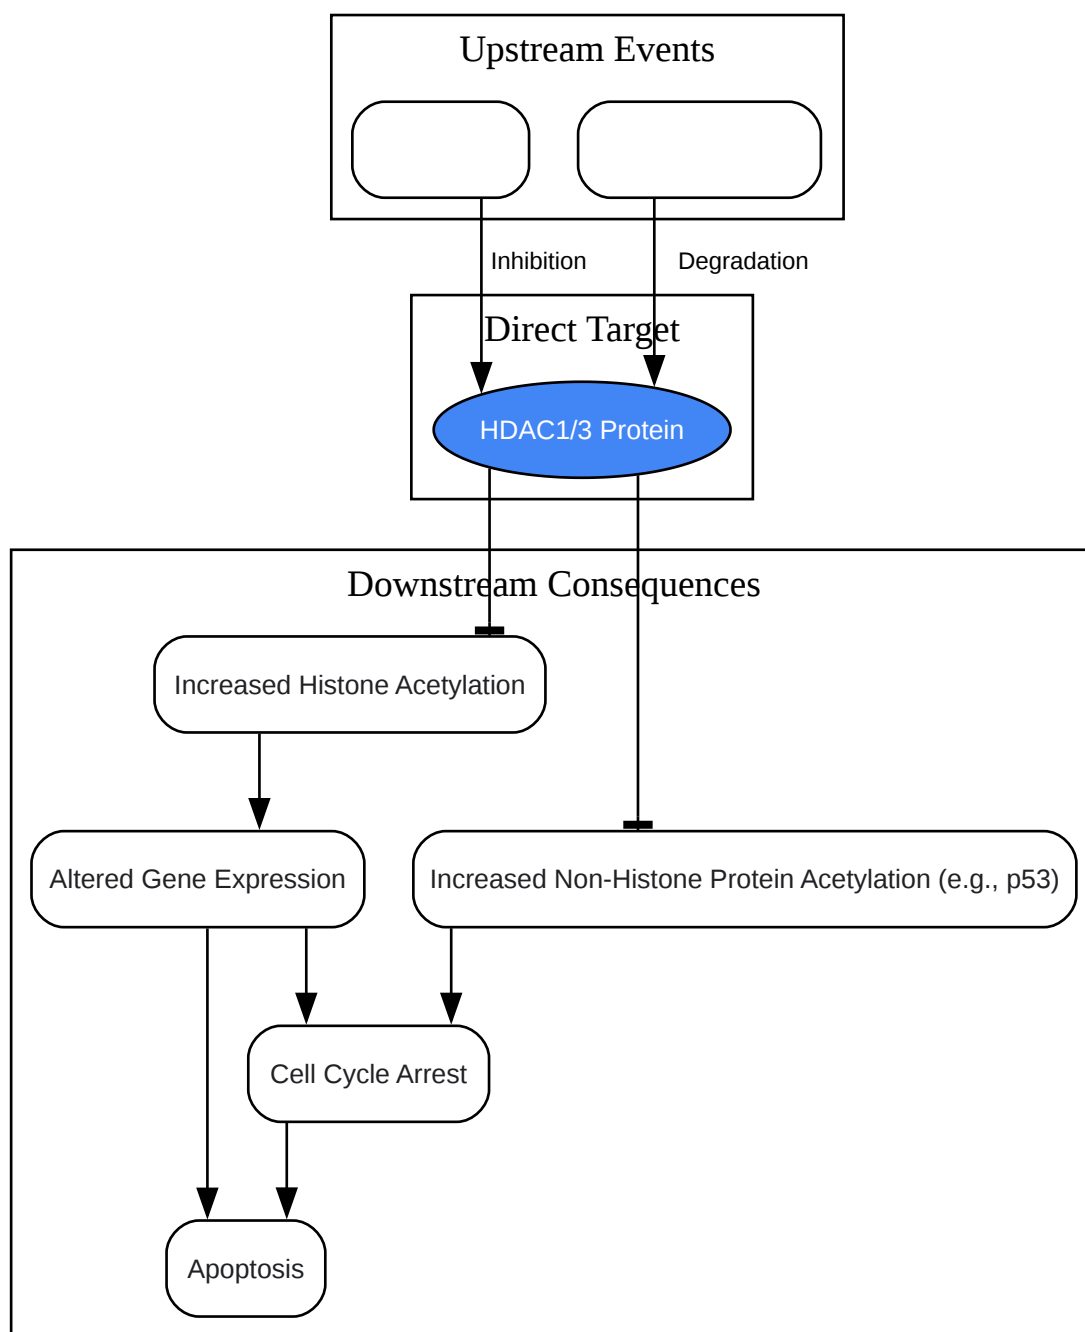 Upstream Events
Inhibition
Degradation
Direct Target
HDAC1/3 Protein
Downstream Consequences
Increased Histone Acetylation
Altered Gene Expression
Increased Non-Histone Protein Acetylation (e.g., p53)
Cell Cycle Arrest
Apoptosis